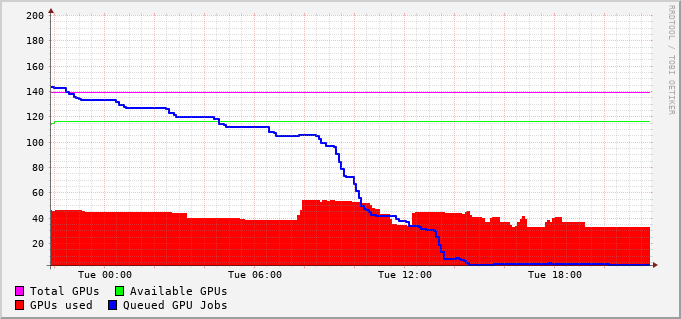 200
180
160
140
120
100
80
60
40
20
Tue 00:00 Tue 06:00 Tue 12:00 Tue 18:00
Total GPUs Available GPUs
GPUs used Queued GPU Jobs
RRDTOOL / TOBI OETIKER